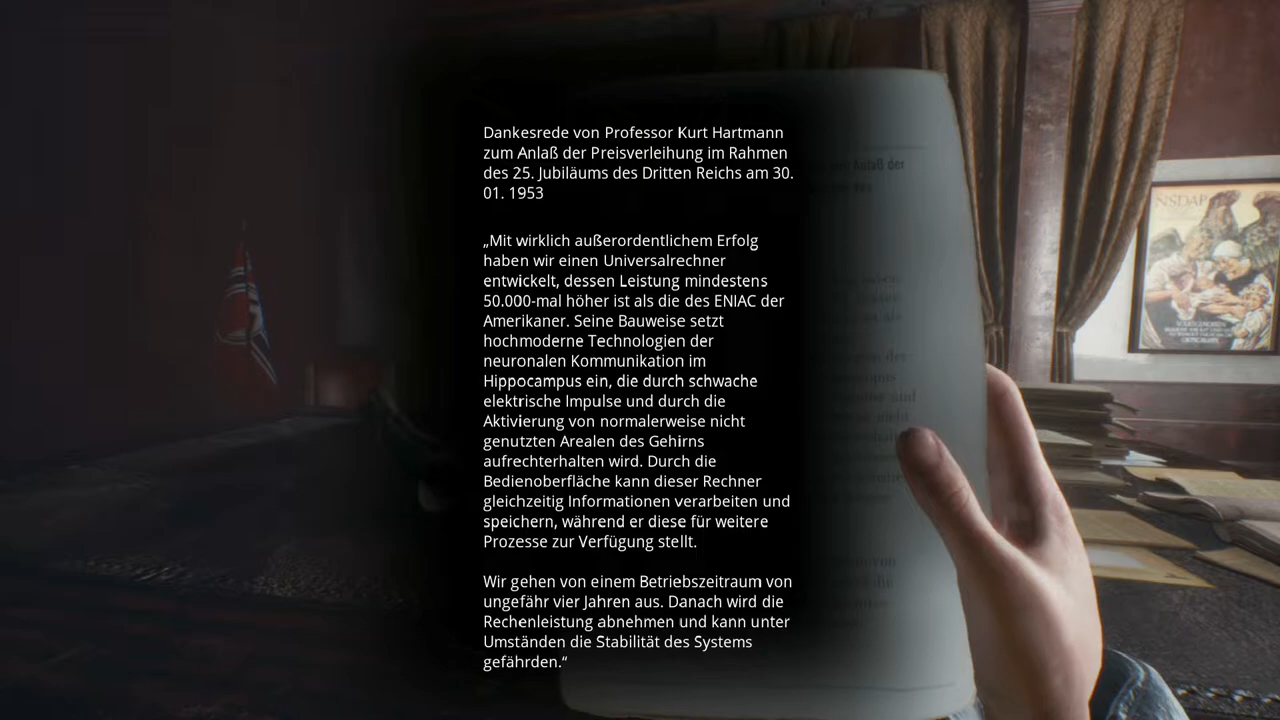 Dankesrede von Professor Kurt Hartmann
zum Anlaß der Preisverleihung im Rahmen
des 25. Jubiläums des Dritten Reichs am 30.
01. 1953
„Mit wirklich außerordentlichem Erfolg
haben wir einen Universalrechner
entwickelt, dessen Leistung mindestens
50.000-mal höher ist als die des ENIAC der
Amerikaner. Seine Bauweise setzt
hochmoderne Technologien der
neuronalen Kommunikation im
Hippocampus ein, die durch schwache
elektrische Impulse und durch die
Aktivierung von normalerweise nicht
genutzten Arealen des Gehirns
aufrechterhalten wird. Durch die
Bedienoberfläche kann dieser Rechner
gleichzeitig Informationen verarbeiten und
speichern, während er diese für weitere
Prozesse zur Verfügung stellt.
Wir gehen von einem Betriebszeitraum von
ungefähr vier Jahren aus. Danach wird die
Rechenleistung abnehmen und kann unter
Umständen die Stabilität des Systems
gefährden.“
Anlaß der
NSDAP